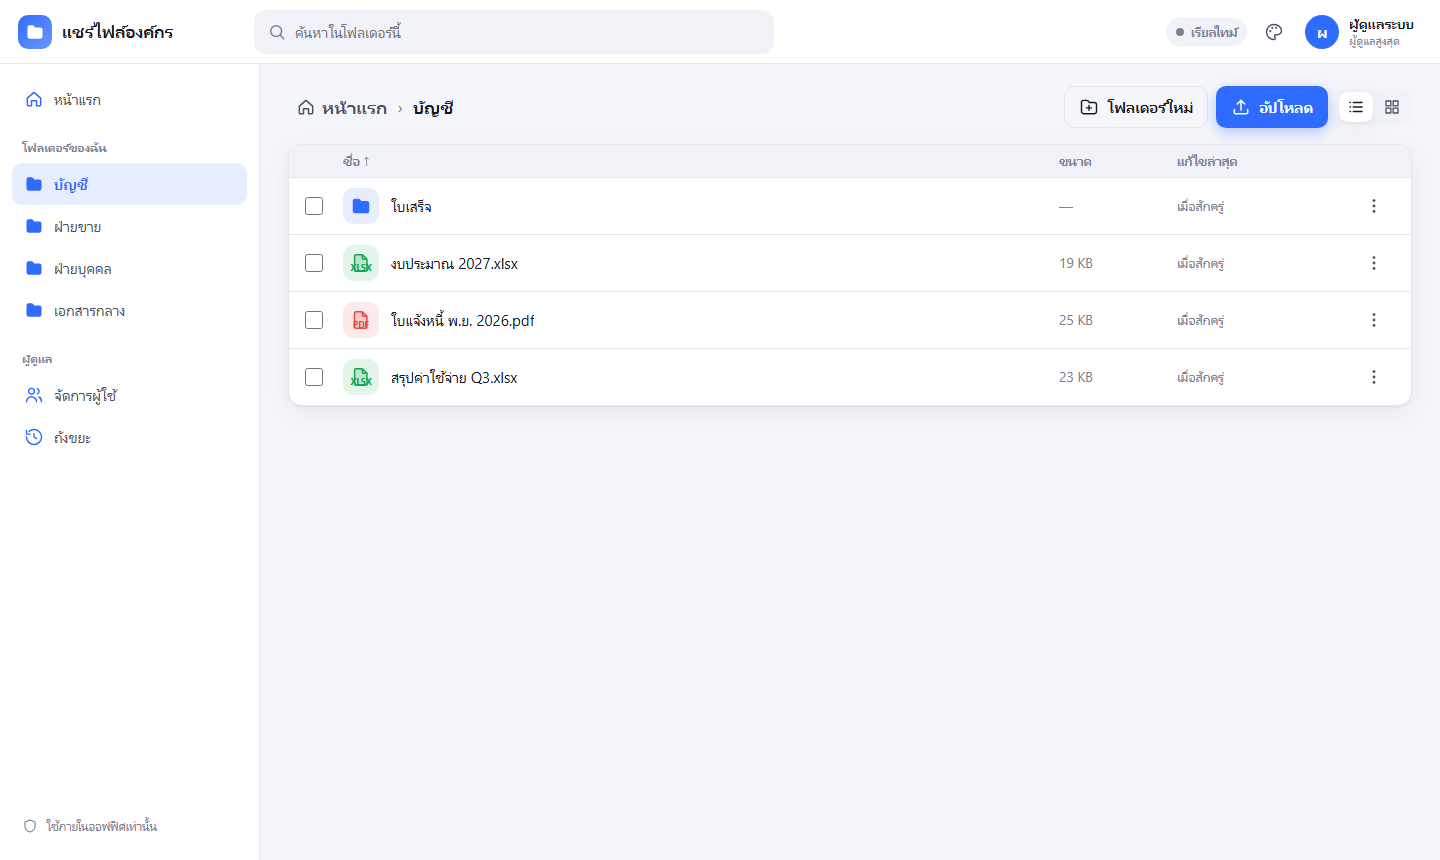 แชร์ไฟล์องค์กร
ค้นหาในโฟลเดอร์นี้
เรียลไทม์
ผ
ผู้ดูแลระบบ
ผู้ดูแลสูงสุด
หน้าแรก
โฟลเดอร์ของฉัน
บัญชี
ฝ่ายขาย
ฝ่ายบุคคล
เอกสารกลาง
ผู้ดูแล
จัดการผู้ใช้
ถังขยะ
ใช้ภายในออฟฟิศเท่านั้น
หน้าแรก › บัญชี
โฟลเดอร์ใหม่
อัปโหลด
ชื่อ ↑ ขนาด แก้ไขล่าสุด
ใบเสร็จ — เมื่อสักครู่
XLSX งบประมาณ 2027.xlsx 19 KB เมื่อสักครู่
PDF ใบแจ้งหนี้ พ.ย. 2026.pdf 25 KB เมื่อสักครู่
XLSX สรุปค่าใช้จ่าย Q3.xlsx 23 KB เมื่อสักครู่